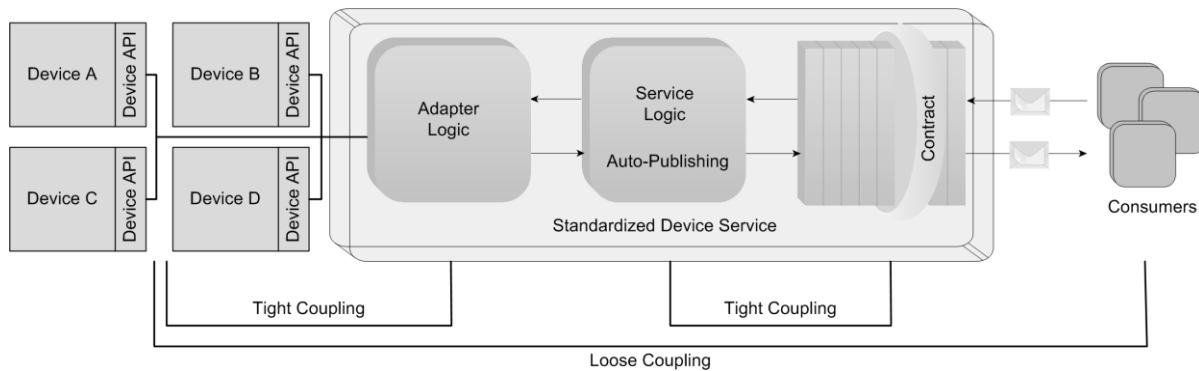 Device A
Device API
Device B
Device API
Device C
Device API
Device D
Device API
Adapter
Logic
Service
Logic
Auto-Publishing
Contract
Standardized Device Service
Consumers
Tight Coupling
Tight Coupling
Loose Coupling